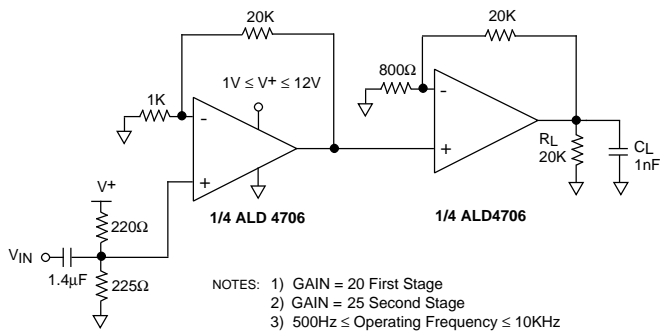 20K
20K
1V ≤ V+ ≤ 12V
800Ω
1K
-
-
+
+
RL
20K
CL
1nF
V+
1/4 ALD 4706
1/4 ALD4706
220Ω
VIN
1.4μF
225Ω
NOTES: 1) GAIN = 20 First Stage
2) GAIN = 25 Second Stage
3) 500Hz ≤ Operating Frequency ≤ 10KHz